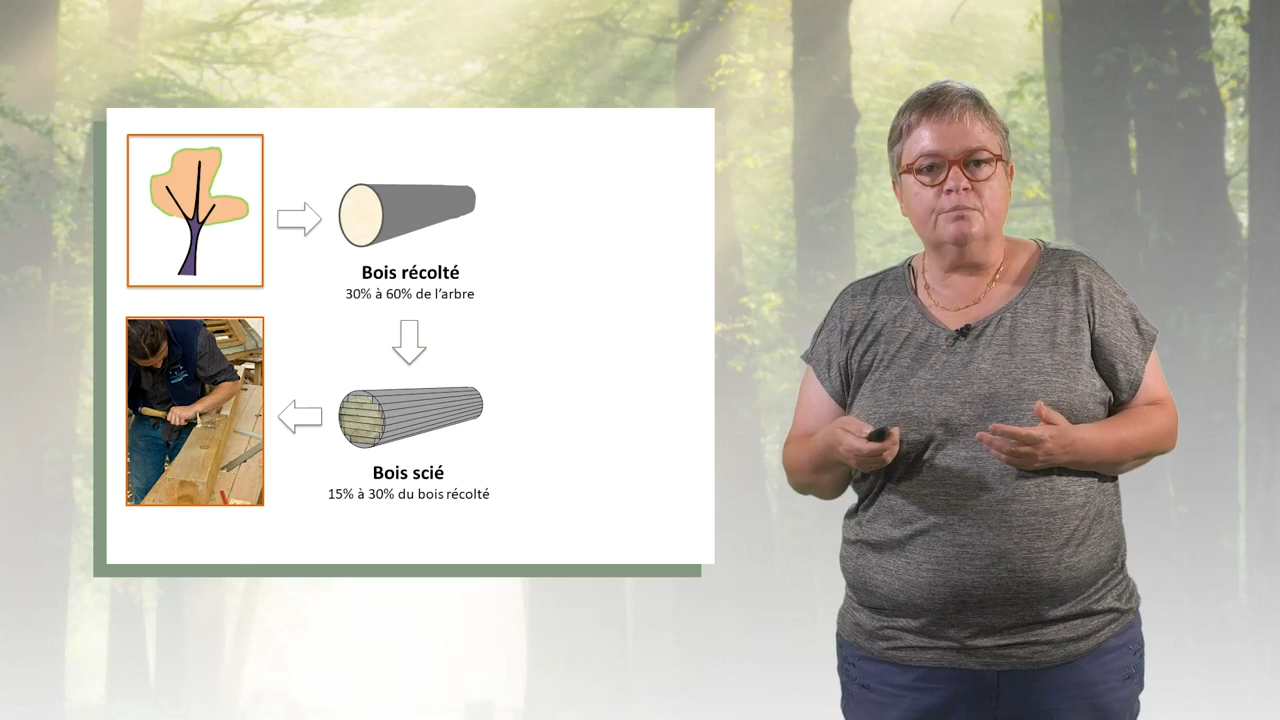 Bois récolté
30% à 60% de l’arbre
Bois scié
15% à 30% du bois récolté